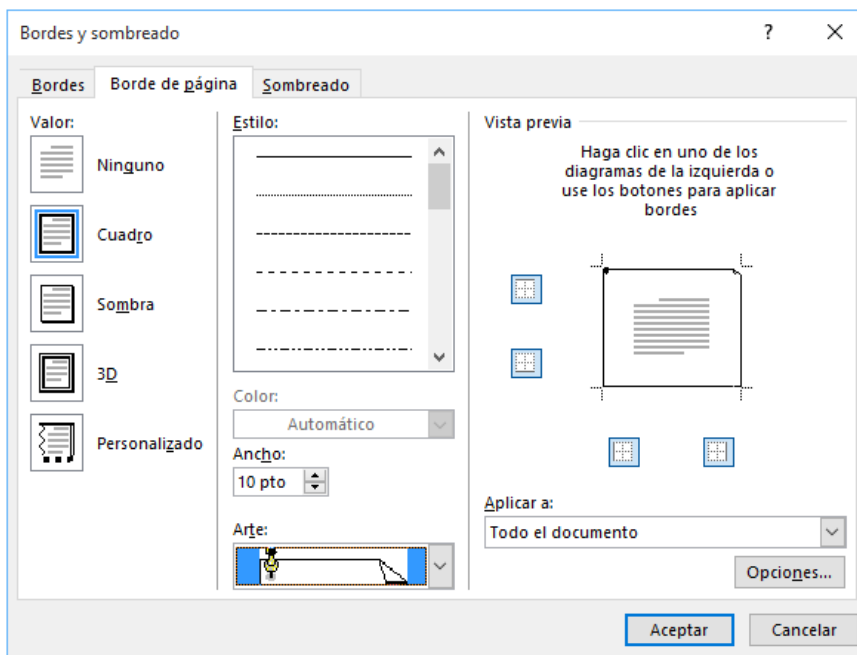 Bordes y sombreado
?
Bordes
Borde de página
Sombreado
Valor:
Ninguno
Cuadro
Sombra
3D
Personalizado
Estilo:
Color:
Automático
Ancho:
10 pto
Arte:
Vista previa
Haga clic en uno de los
diagramas de la izquierda o
use los botones para aplicar
bordes
Aplicar a:
Todo el documento
Opciones...
Aceptar
Cancelar